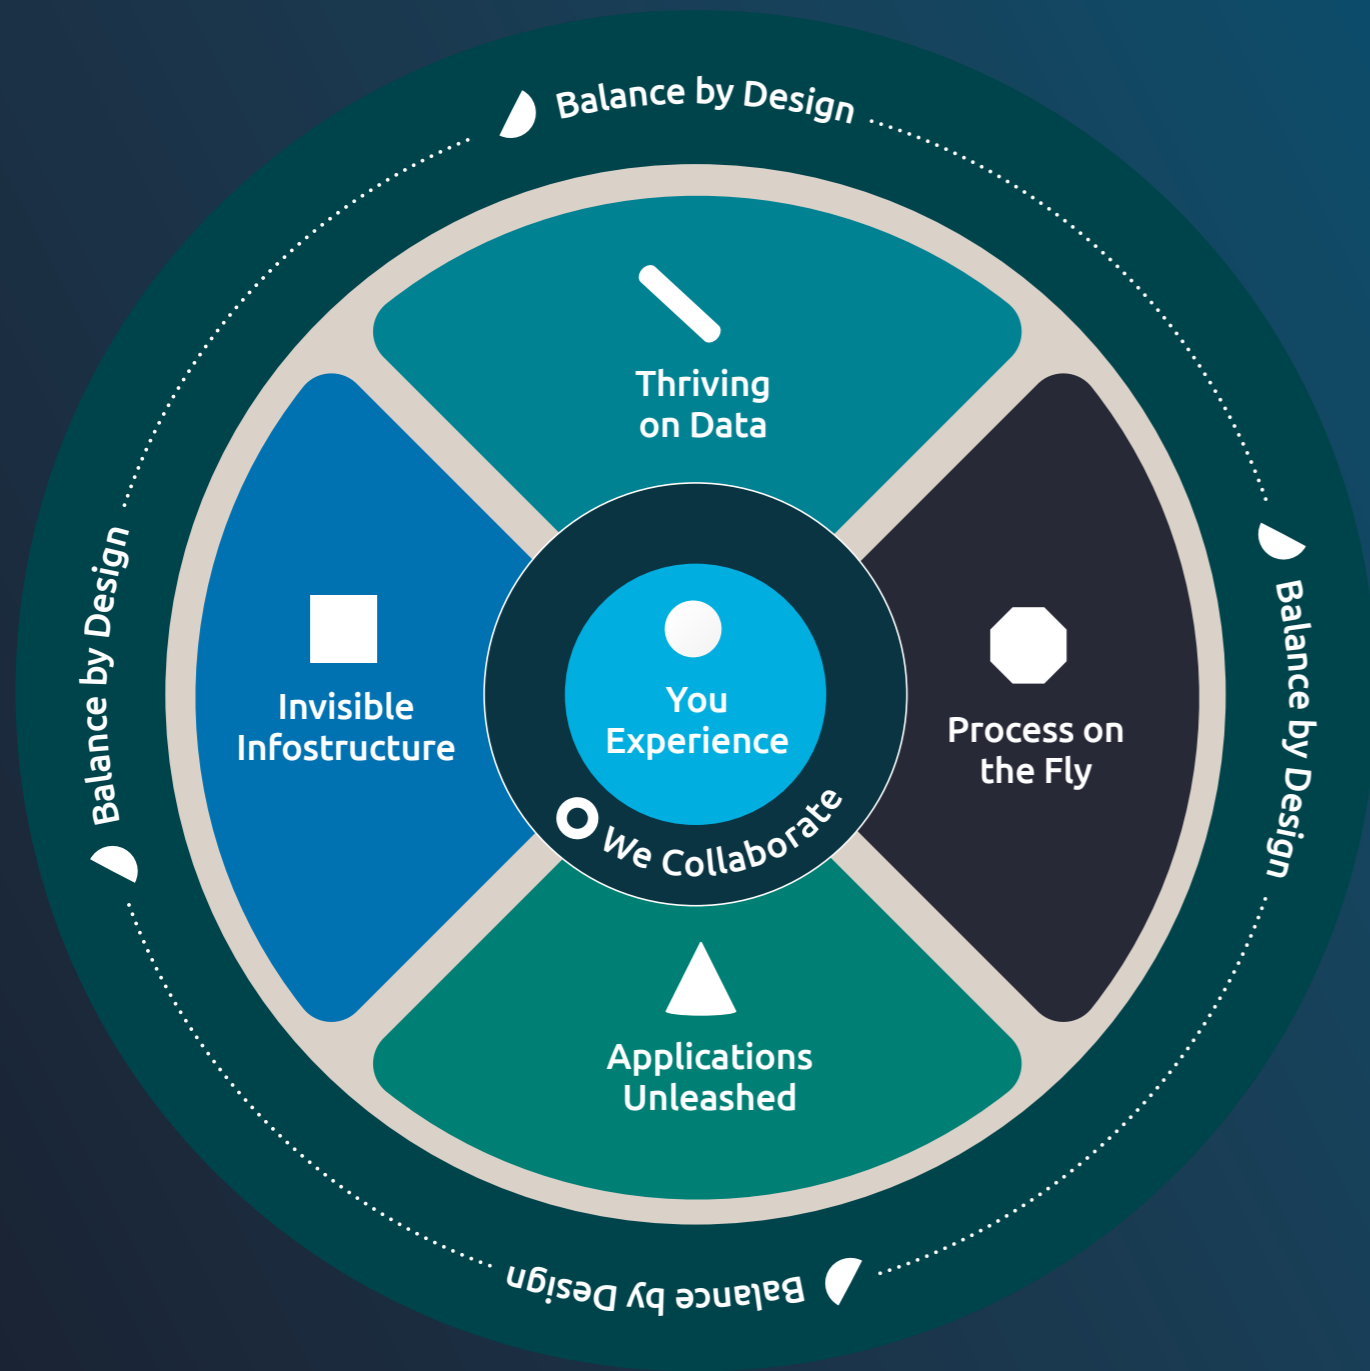 Balance by Design
Thriving
on Data
Balance by Design
Invisible
Infostructure
You
Experience
We Collaborate
Process on
the Fly
Balance by Design
Applications
Unleashed
Balance by Design